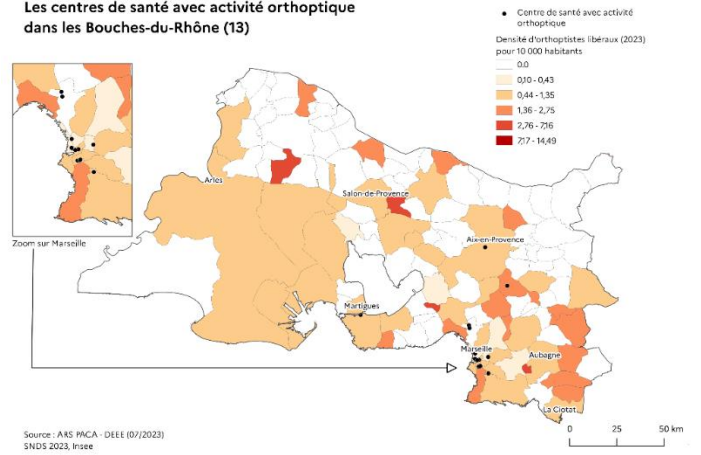 Les centres de santé avec activité orthoptique
dans les Bouches-du-Rhône (13)
Centre de santé avec activité
orthoptique
Densité d'orthoptistes libéraux (2023)
pour 10 000 habitants
0.0
0,10 - 0,43
0,44 - 1,35
1,36 - 2,75
2,76 - 7,16
7,17 - 14,49
Zoom sur Marseille
Arles
Salon-de-Provence
Aix-en-Provence
Martigues
Marseille
Aubagne
La Ciotat
Source : ARS PACA - DEEE (07/2023)
SNDS 2023, Insee
0 25 50 km